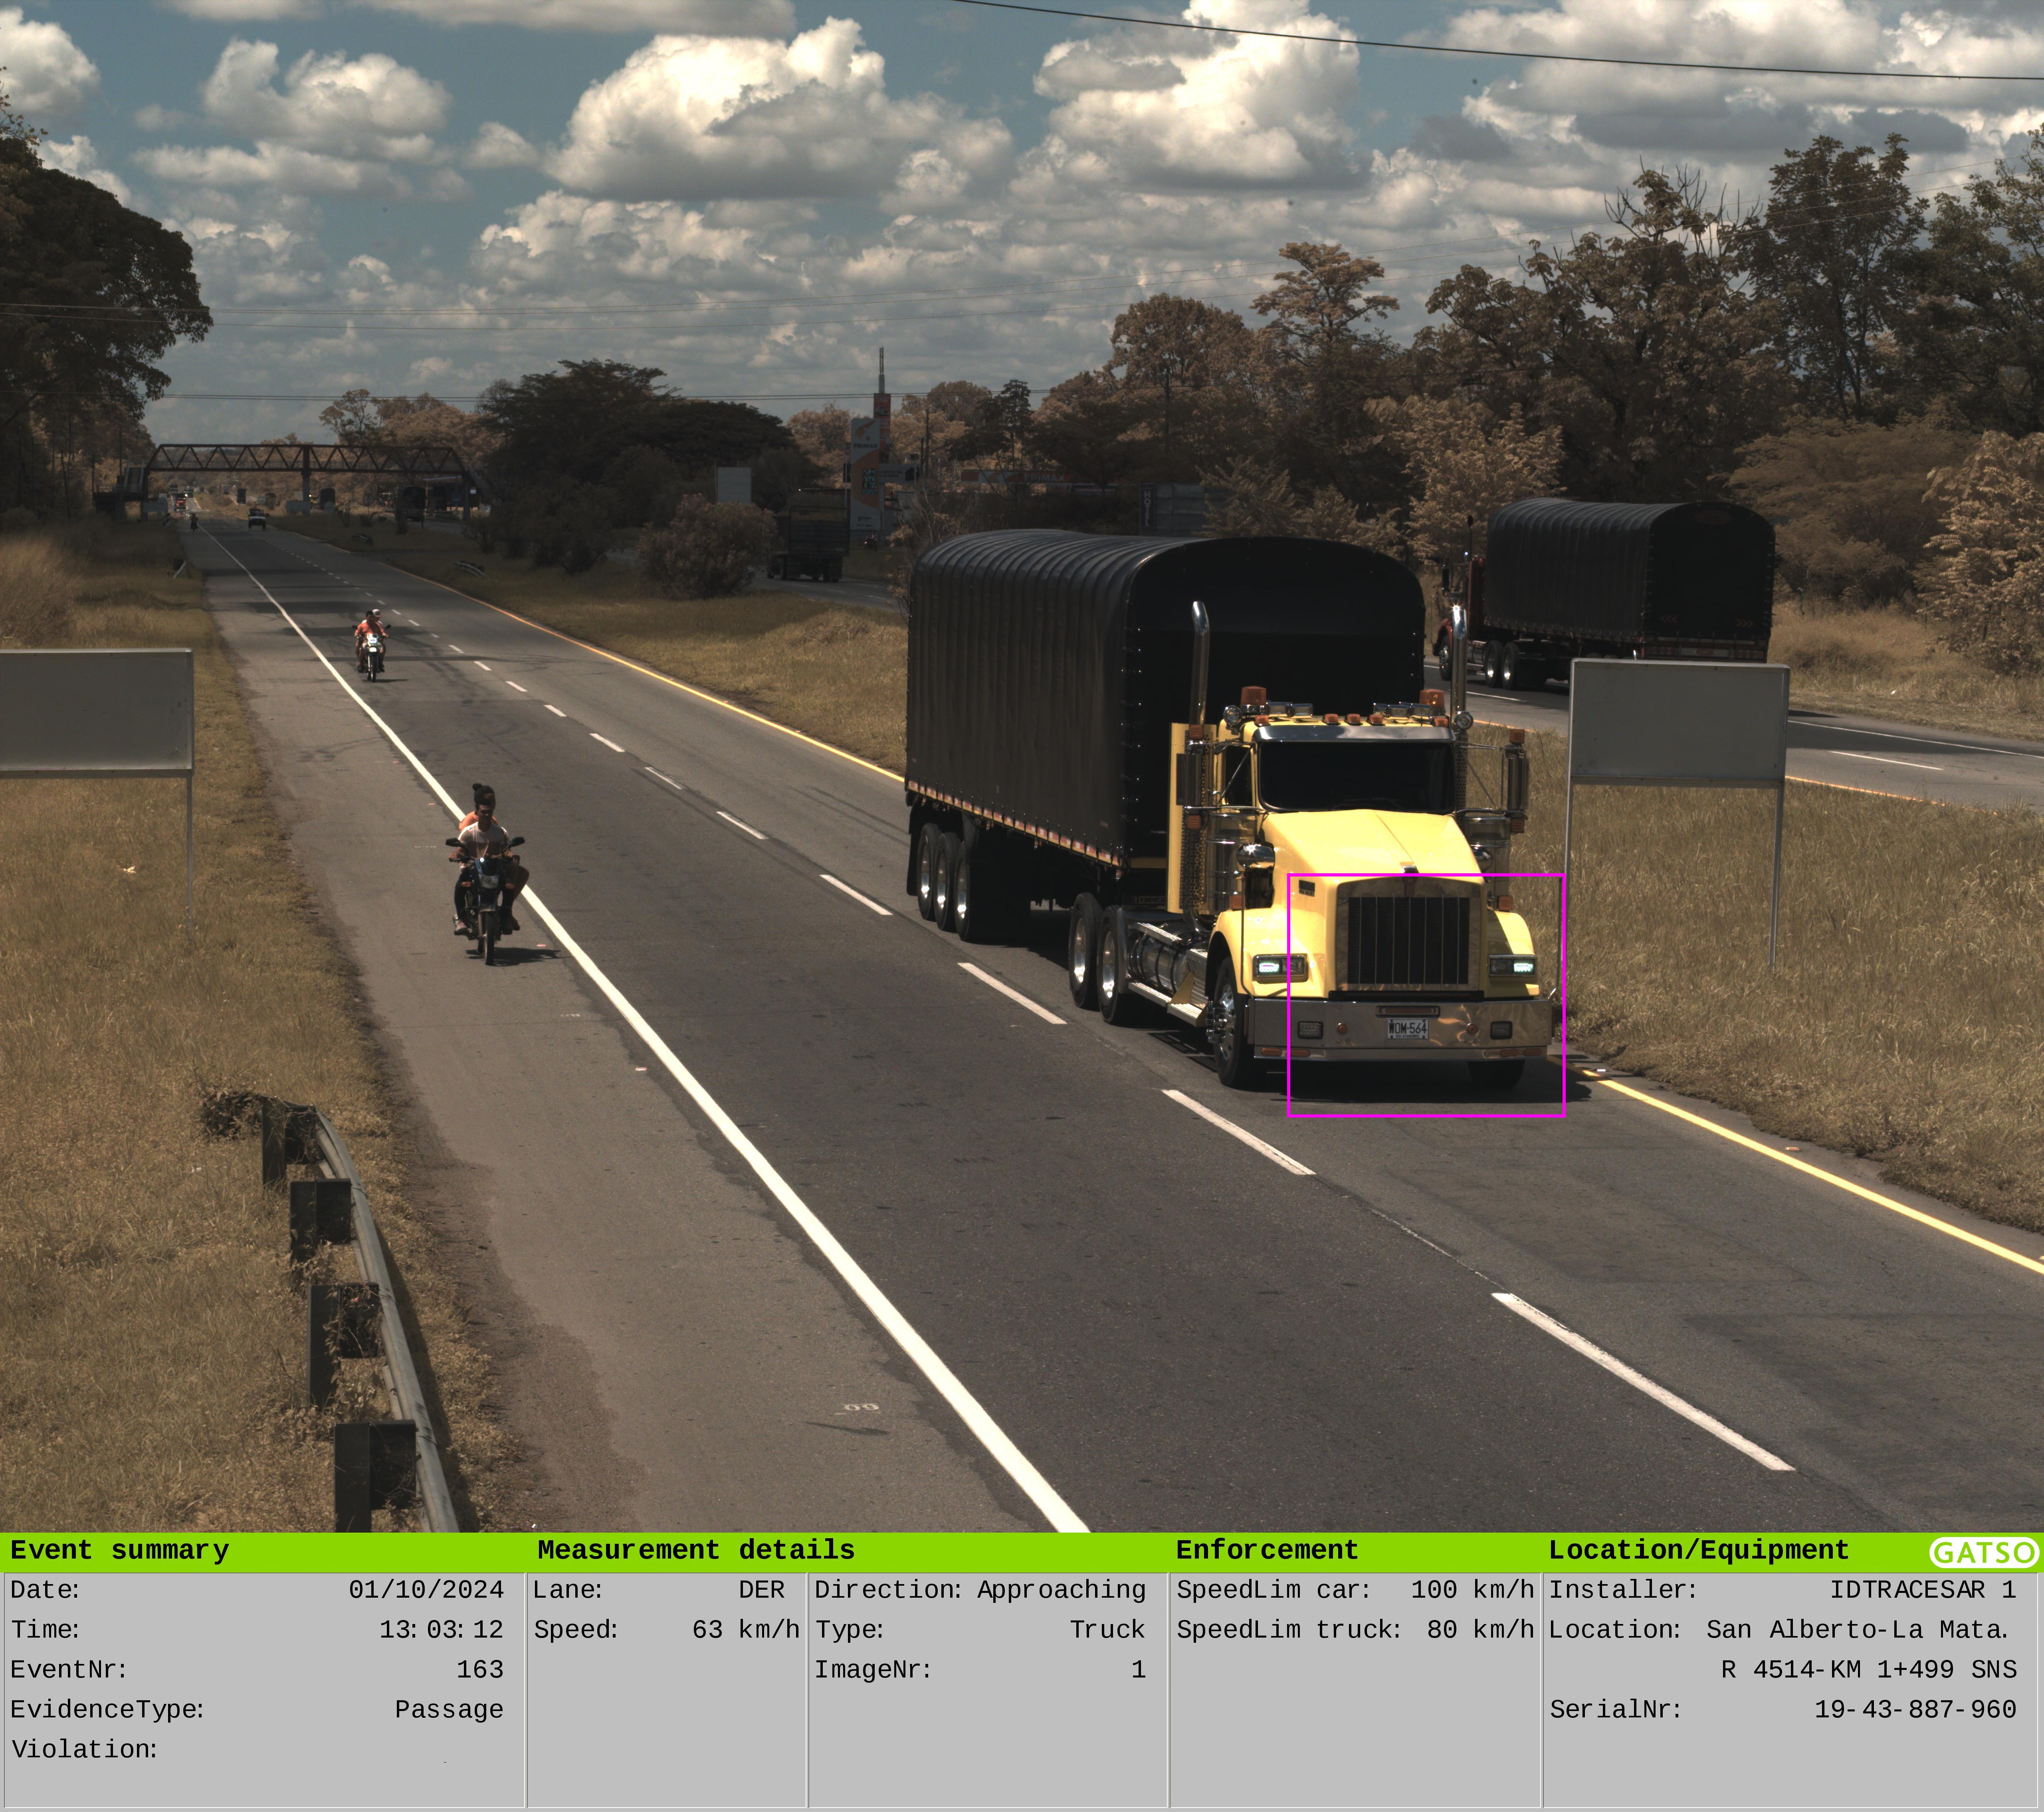 PRIMAX
WOM-564
Event summary
Measurement details
Enforcement
Location/Equipment
GATSO
Date: 01/10/2024
Lane: DER
Direction: Approaching
SpeedLim car: 100 km/h
Installer: IDTRACESAR 1
Time: 13:03:12
Speed: 63 km/h
Type: Truck
SpeedLim truck: 80 km/h
Location: San Alberto-La Mata.
EventNr: 163
ImageNr: 1
R 4514-KM 1+499 SNS
EvidenceType: Passage
SerialNr: 19-43-887-960
Violation: